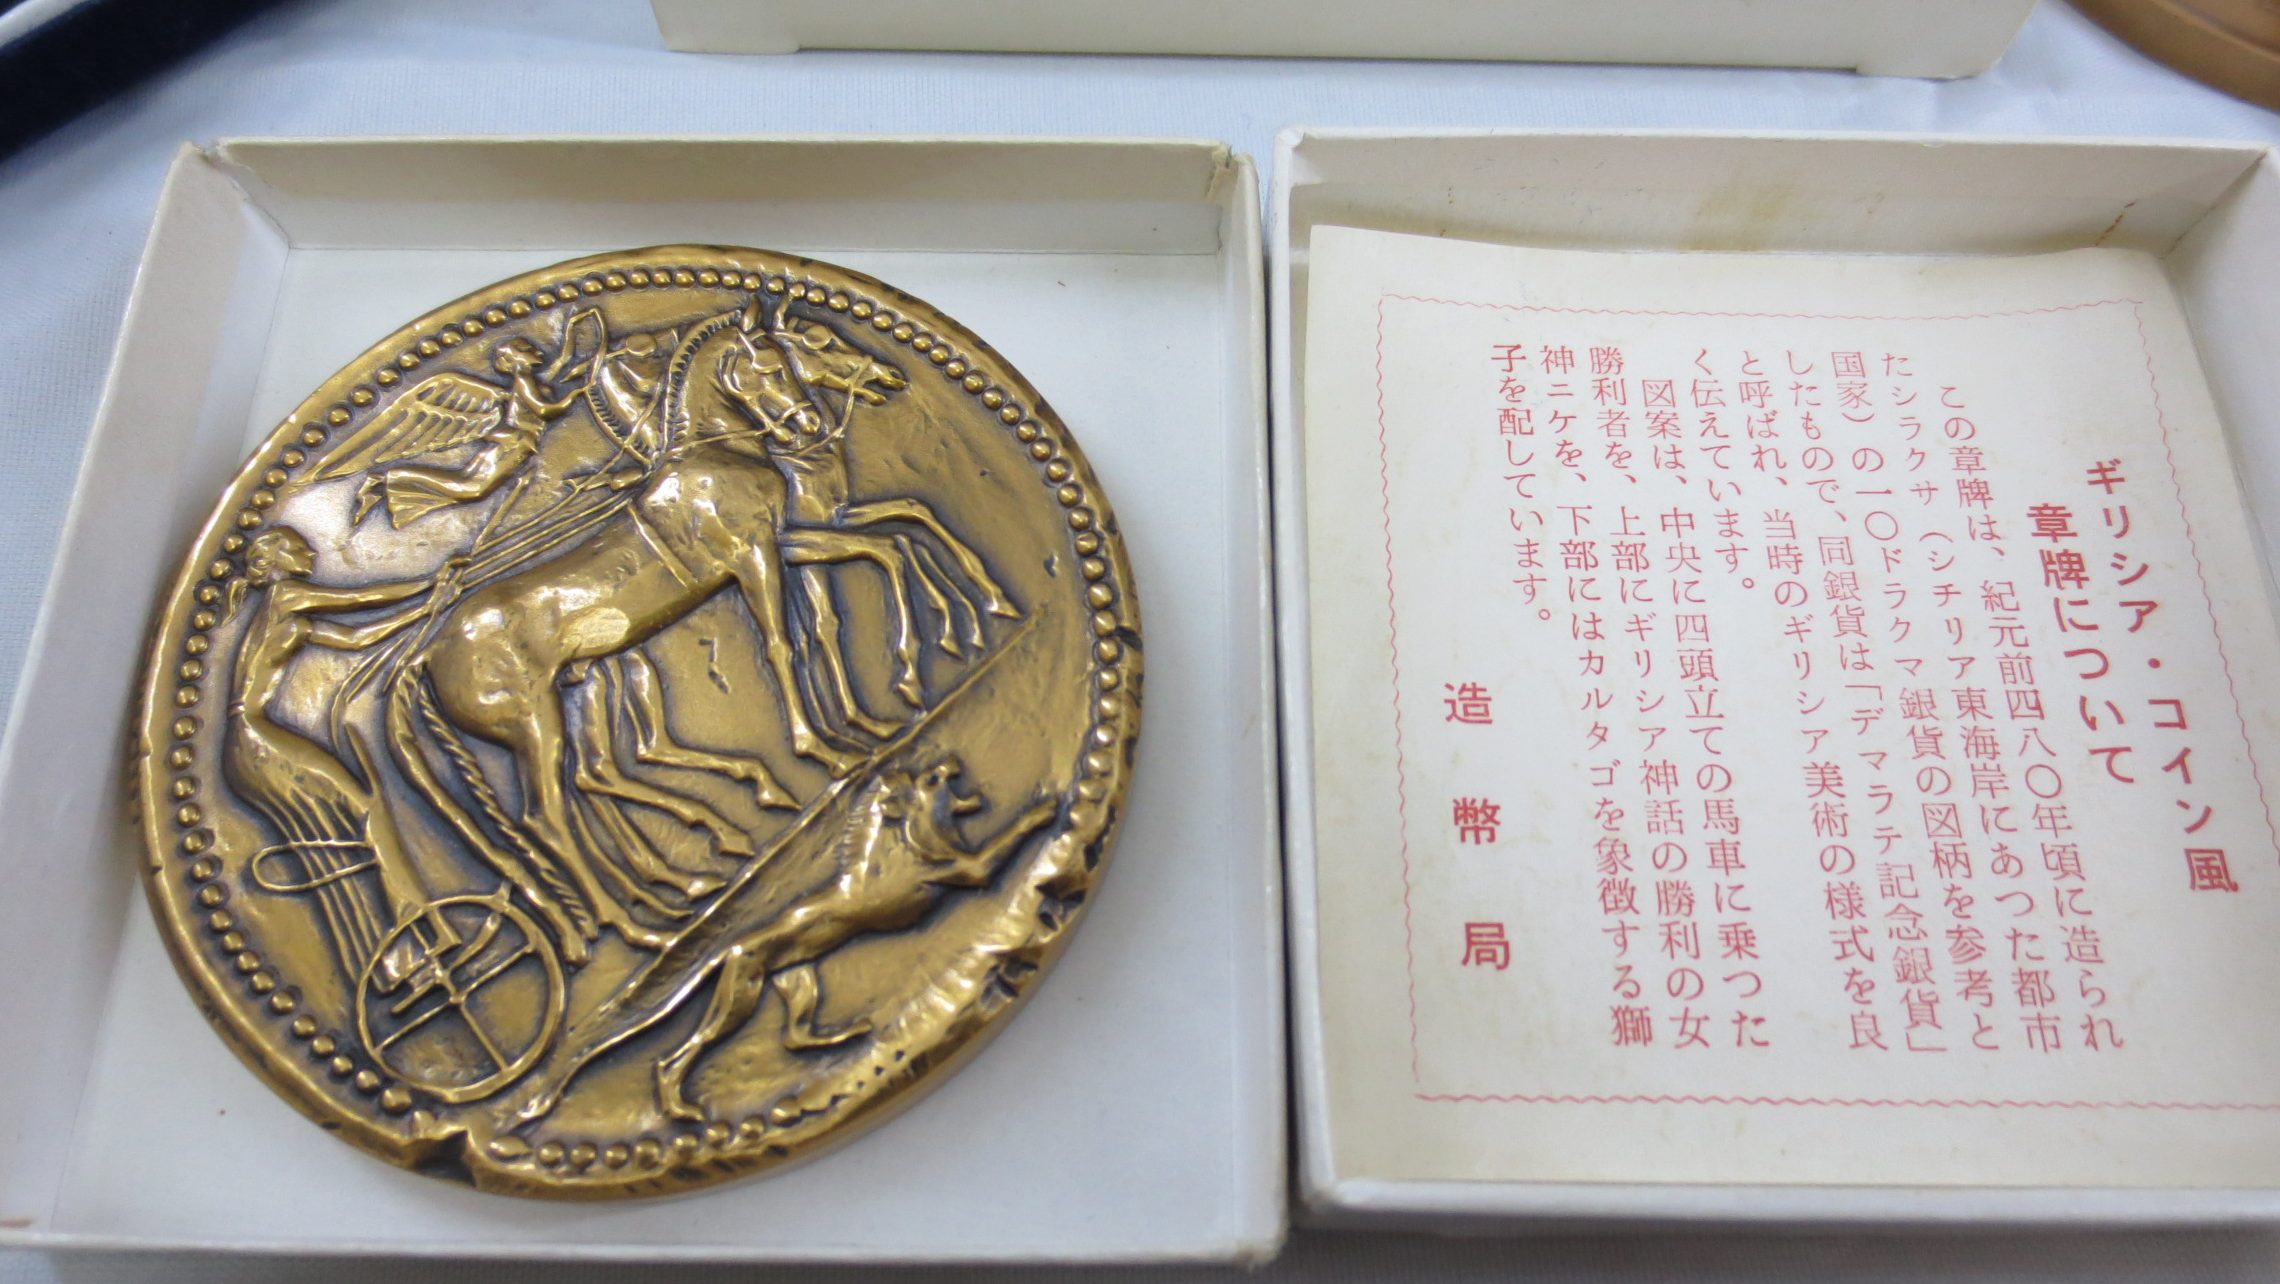 ギリシア・コイン風
章牌について
この章牌は、紀元前四八〇年頃に造られ
たシラクサ（シチリア東海岸にあつた都市
国家）の一〇ドラクマ銀貨の図柄を参考と
したもので、同銀貨は「デマラテ記念銀貨」
と呼ばれ、当時のギリシア美術の様式を良
く伝えています。
図案は、中央に四頭立ての馬車に乗つた
勝利者を、上部にギリシア神話の勝利の女
神ニケを、下部にはカルタゴを象徴する獅
子を配しています。
造幣局